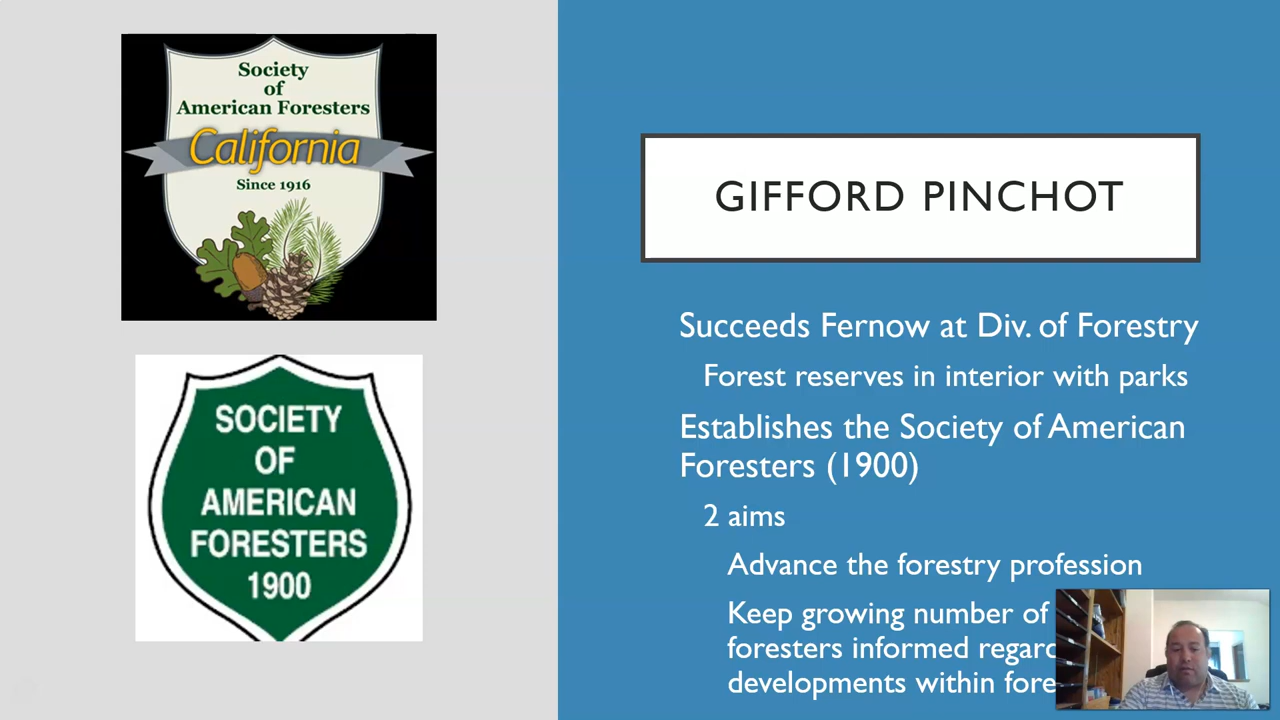 Society
of
American Foresters
California
Since 1916
SOCIETY
OF
AMERICAN
FORESTERS
1900
GIFFORD PINCHOT
Succeeds Fernow at Div. of Forestry
Forest reserves in interior with parks
Establishes the Society of American
Foresters (1900)
2 aims
Advance the forestry profession
Keep growing number of
foresters informed
developments within